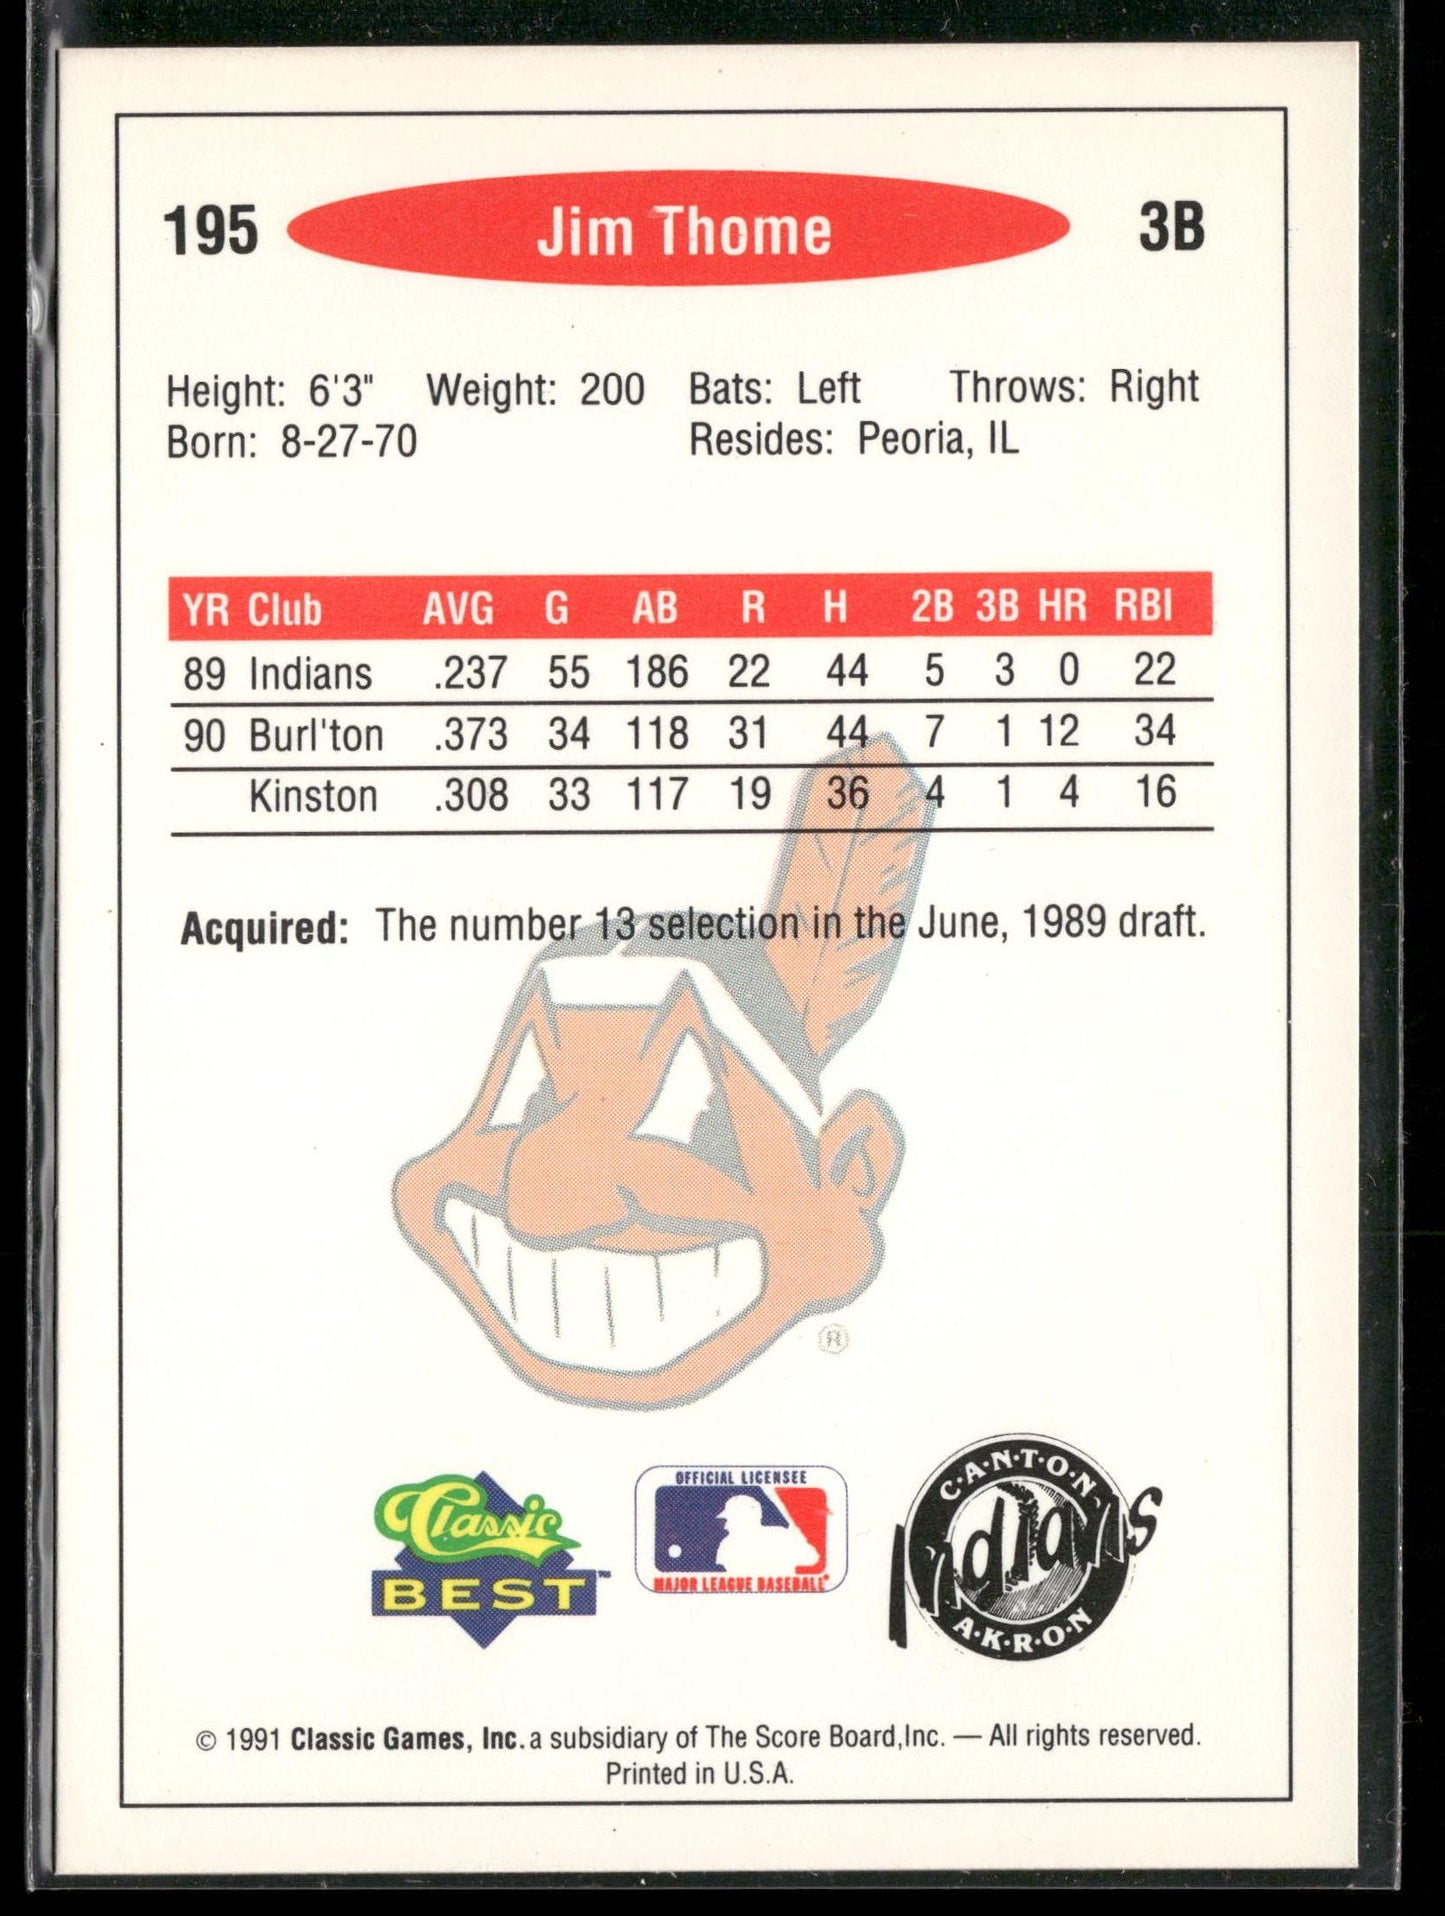 195 Jim Thome 3B
Height: 6'3" Weight: 200 Bats: Left Throws: Right
Born: 8-27-70 Resides: Peoria, IL
YR Club AVG G AB R H 2B 3B HR RBI
89 Indians .237 55 186 22 44 5 3 0 22
90 Burl'ton .373 34 118 31 44 7 1 12 34
Kinston .308 33 117 19 36 4 1 4 16
Acquired: The number 13 selection in the June, 1989 draft.
®
Classic
BEST™
OFFICIAL LICENSEE
MAJOR LEAGUE BASEBALL®
C·A·N·T·O·N
Indians
A·K·R·O·N
© 1991 Classic Games, Inc. a subsidiary of The Score Board,Inc. — All rights reserved.
Printed in U.S.A.